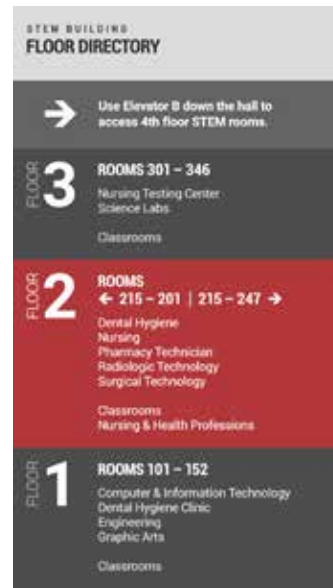 STEM BUILDING
FLOOR DIRECTORY
→ Use Elevator B down the hall to
access 4th floor STEM rooms.
FLOOR 3
ROOMS 301 – 346
Nursing Testing Center
Science Labs
Classrooms
FLOOR 2
ROOMS
← 215 – 201 | 215 – 247 →
Dental Hygiene
Nursing
Pharmacy Technician
Radiologic Technology
Surgical Technology
Classrooms
Nursing & Health Professions
FLOOR 1
ROOMS 101 – 152
Computer & Information Technology
Dental Hygiene Clinic
Engineering
Graphic Arts
Classrooms